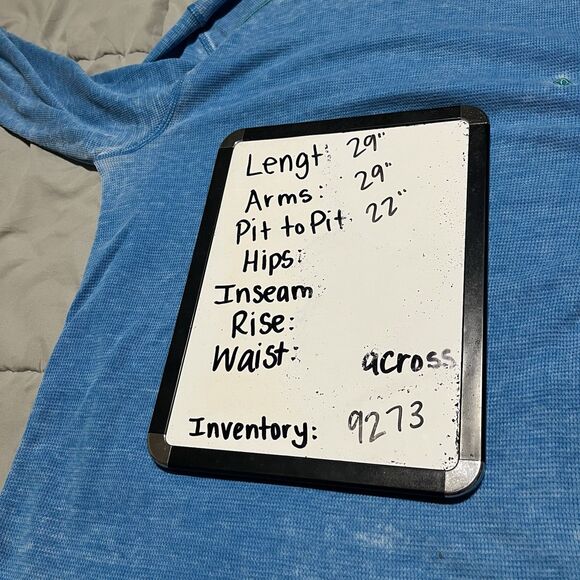 Lengt: 29"
Arms: 29"
Pit to Pit 22"
Hips:
Inseam
Rise:
Waist: across
Inventory: 9273